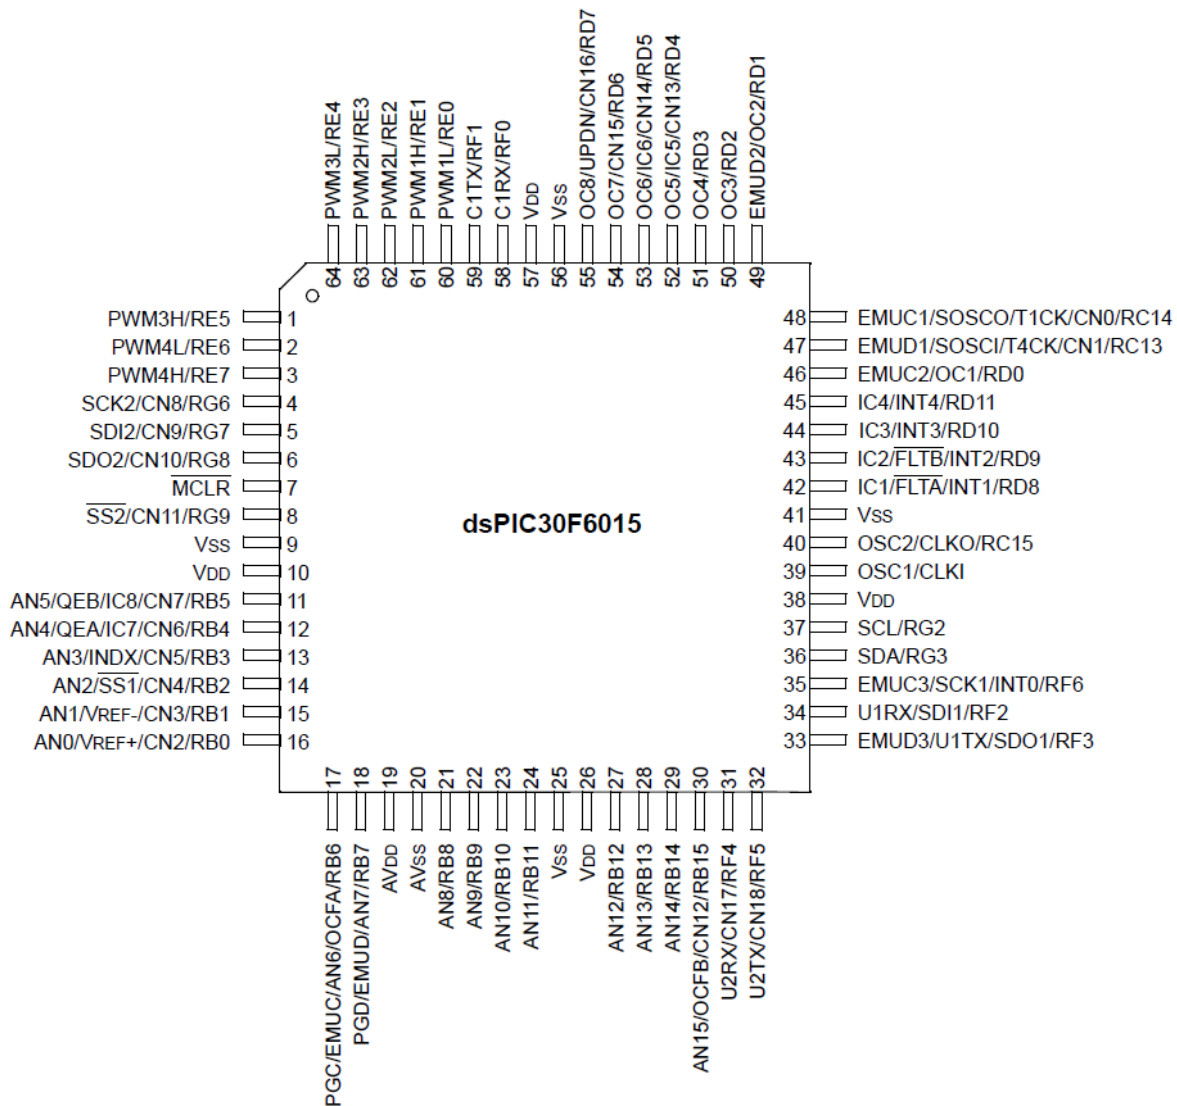 PWM3L/RE4
PWM2H/RE3
PWM2L/RE2
PWM1H/RE1
PWM1L/RE0
C1TX/RF1
C1RX/RF0
VDD
VSS
OC8/UPDN/CN16/RD7
OC7/CN15/RD6
OC6/IC6/CN14/RD5
OC5/IC5/CN13/RD4
OC4/RD3
OC3/RD2
EMUD2/OC2/RD1
64 63 62 61 60 59 58 57 56 55 54 53 52 51 50 49
PWM3H/RE5 1
PWM4L/RE6 2
PWM4H/RE7 3
SCK2/CN8/RG6 4
SDI2/CN9/RG7 5
SDO2/CN10/RG8 6
MCLR 7
SS2/CN11/RG9 8
VSS 9
VDD 10
AN5/QEB/IC8/CN7/RB5 11
AN4/QEA/IC7/CN6/RB4 12
AN3/INDX/CN5/RB3 13
AN2/SS1/CN4/RB2 14
AN1/VREF-/CN3/RB1 15
AN0/VREF+/CN2/RB0 16
dsPIC30F6015
48 EMUC1/SOSCO/T1CK/CN0/RC14
47 EMUD1/SOSCI/T4CK/CN1/RC13
46 EMUC2/OC1/RD0
45 IC4/INT4/RD11
44 IC3/INT3/RD10
43 IC2/FLTB/INT2/RD9
42 IC1/FLTA/INT1/RD8
41 VSS
40 OSC2/CLKO/RC15
39 OSC1/CLKI
38 VDD
37 SCL/RG2
36 SDA/RG3
35 EMUC3/SCK1/INT0/RF6
34 U1RX/SDI1/RF2
33 EMUD3/U1TX/SDO1/RF3
17 18 19 20 21 22 23 24 25 26 27 28 29 30 31 32
PGC/EMUC/AN6/OCFA/RB6
PGD/EMUD/AN7/RB7
AVDD
AVSS
AN8/RB8
AN9/RB9
AN10/RB10
AN11/RB11
VSS
VDD
AN12/RB12
AN13/RB13
AN14/RB14
AN15/OCFB/CN12/RB15
U2RX/CN17/RF4
U2TX/CN18/RF5